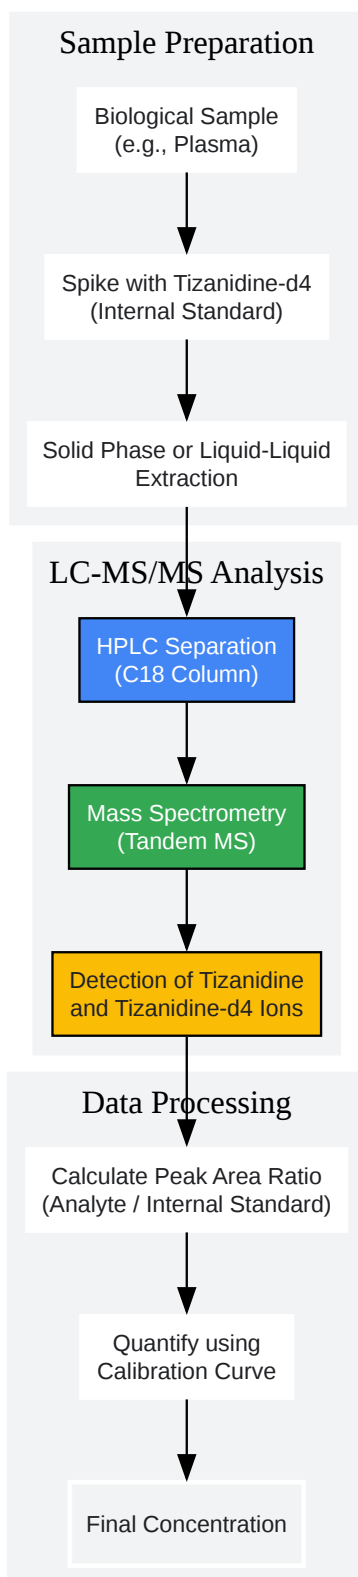 Sample Preparation
Biological Sample
(e.g., Plasma)
Spike with Tizanidine-d4
(Internal Standard)
Solid Phase or Liquid-Liquid
Extraction
LC-MS/MS Analysis
HPLC Separation
(C18 Column)
Mass Spectrometry
(Tandem MS)
Detection of Tizanidine
and Tizanidine-d4 Ions
Data Processing
Calculate Peak Area Ratio
(Analyte / Internal Standard)
Quantify using
Calibration Curve
Final Concentration